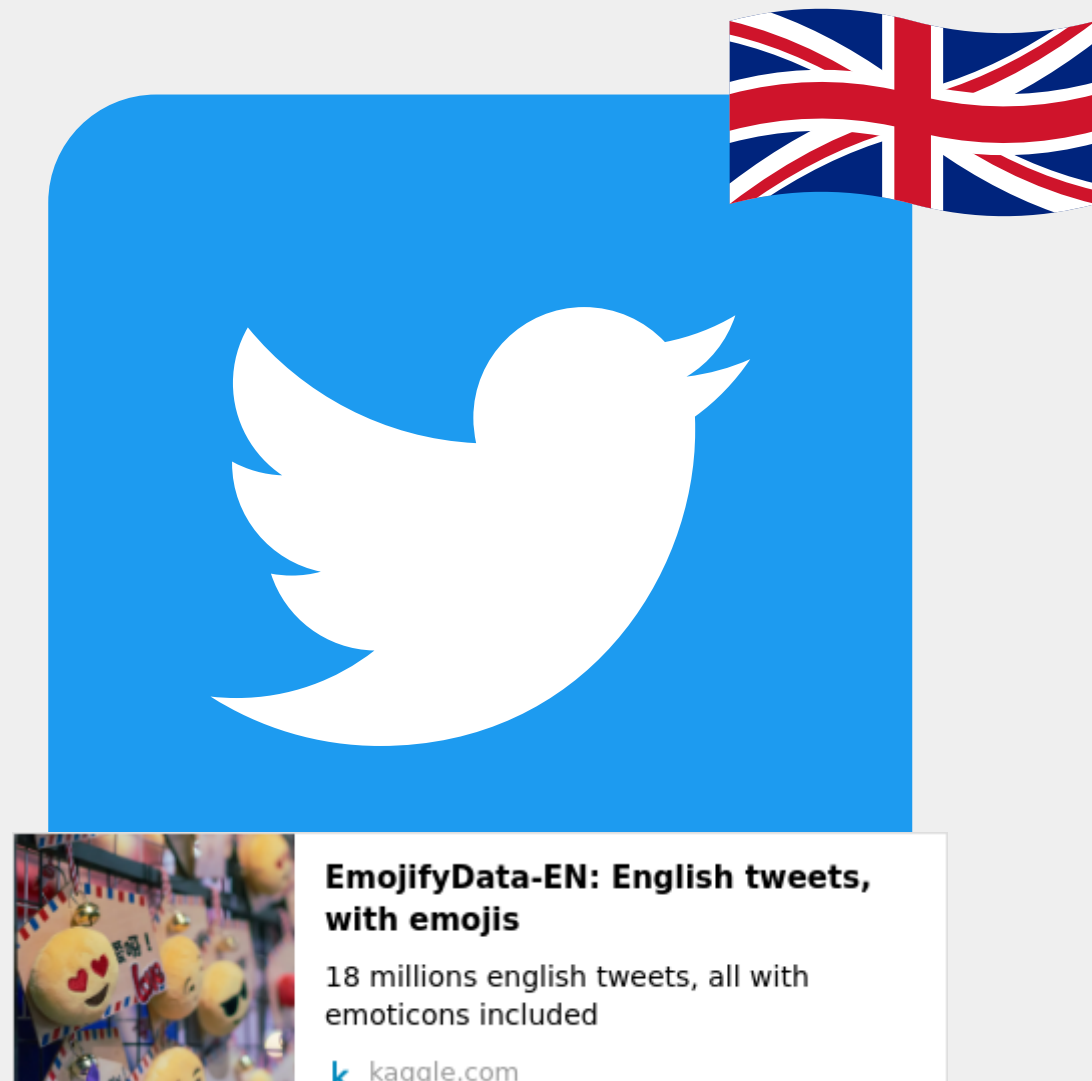 EmojifyData-EN: English tweets,
with emojis
18 millions english tweets, all with
emoticons included
k kaggle.com